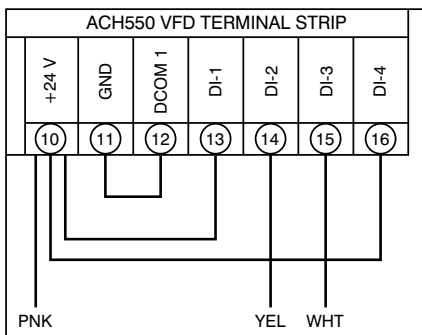 ACH550 VFD TERMINAL STRIP
+24 V GND DCOM 1 DI-1 DI-2 DI-3 DI-4
10 11 12 13 14 15 16
PNK YEL WHT